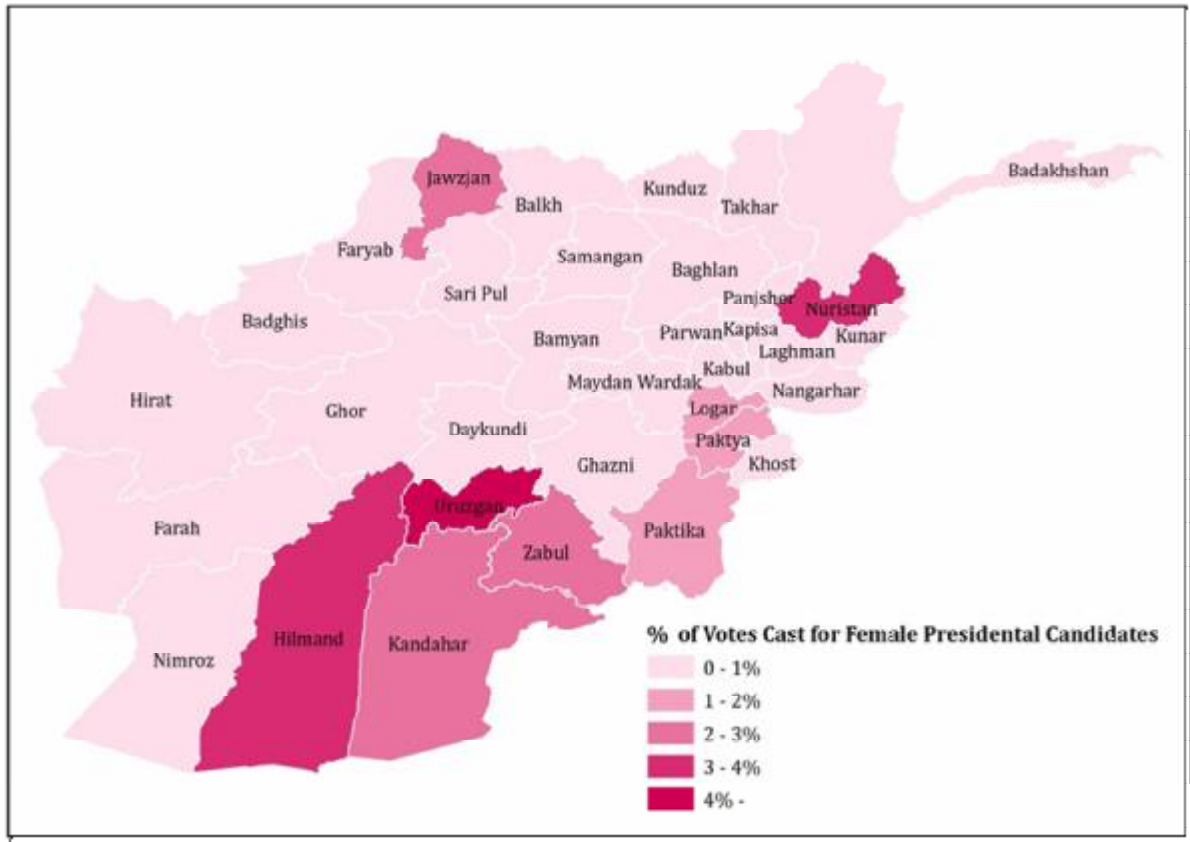 Jawzjan
Badakhshan
Kunduz
Balkh
Takhar
Faryab
Samangan
Baghlan
Sari Pul
Panjsher
Nuristan
Badghis
Parwan
Kapisa
Kunar
Bamyan
Laghman
Kabul
Maydan Wardak
Nangarhar
Hirat
Ghor
Logar
Daykundi
Paktya
Ghazni
Khost
Uruzgan
Farah
Paktika
Zabul
Hilmand
Kandahar
Nimroz
% of Votes Cast for Female Presidental Candidates
0 - 1%
1 - 2%
2 - 3%
3 - 4%
4% -